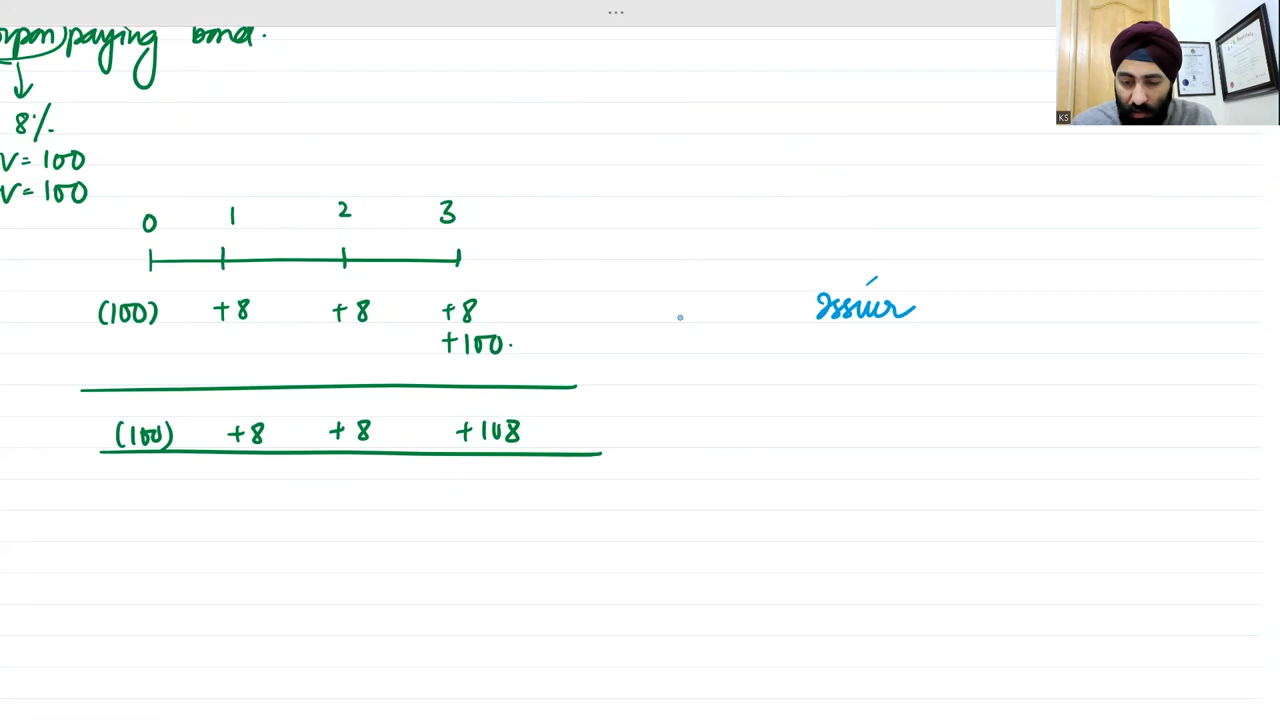 paying bond.
8%
V = 100
V = 100
0 1 2 3
(100) +8 +8 +8
+100.
Issuer
(100) +8 +8 +108
KS